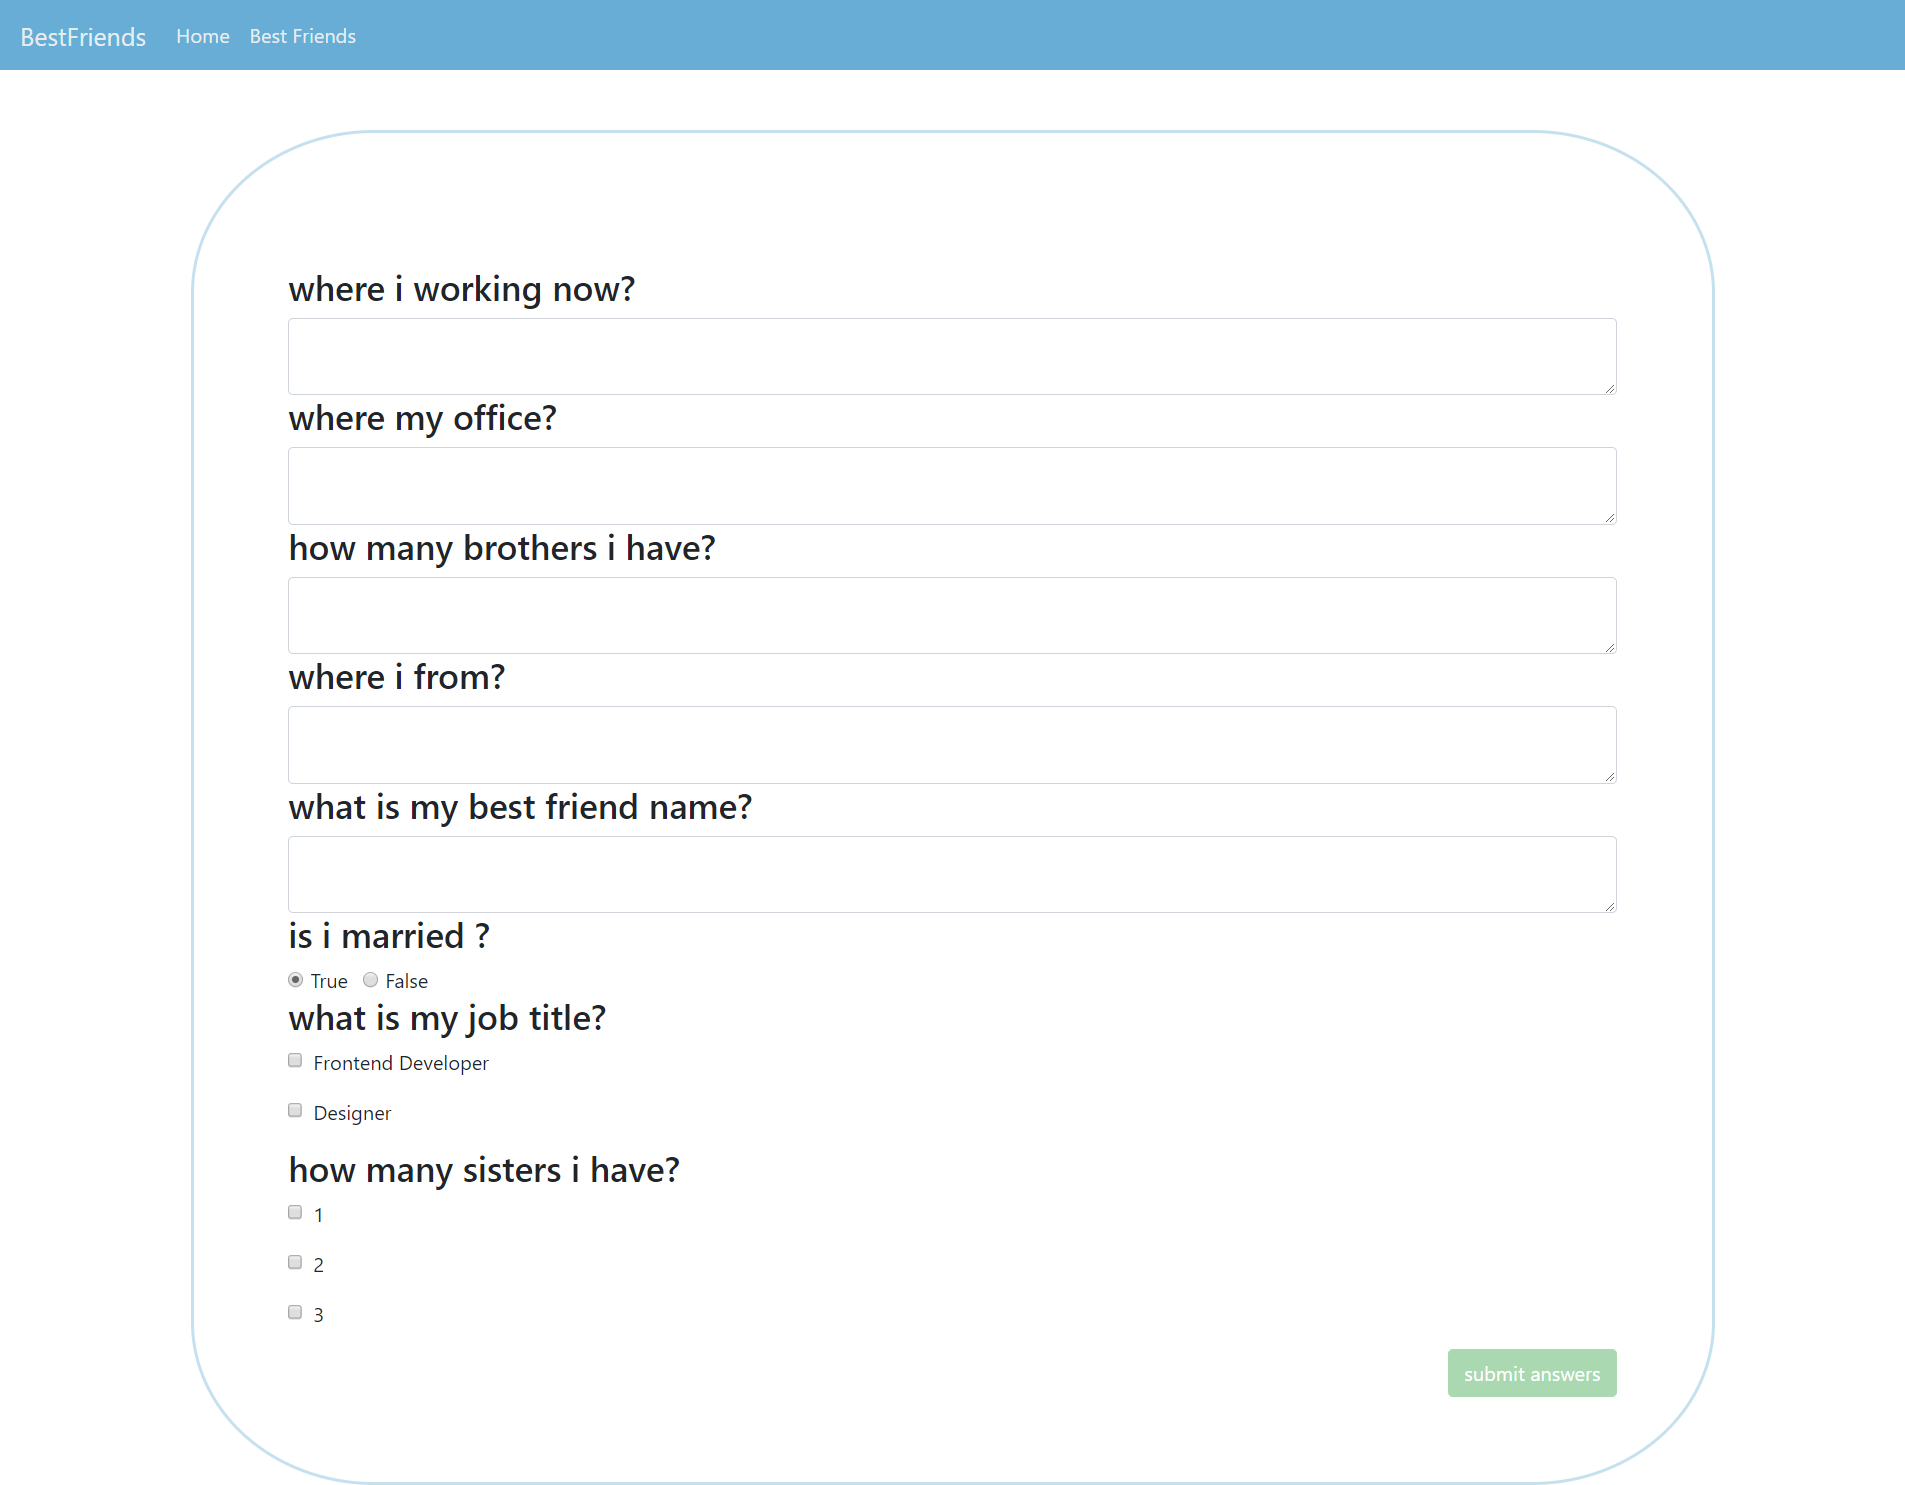 BestFriends Home Best Friends
where i working now?
where my office?
how many brothers i have?
where i from?
what is my best friend name?
is i married ?
True False
what is my job title?
Frontend Developer
Designer
how many sisters i have?
1
2
3
submit answers